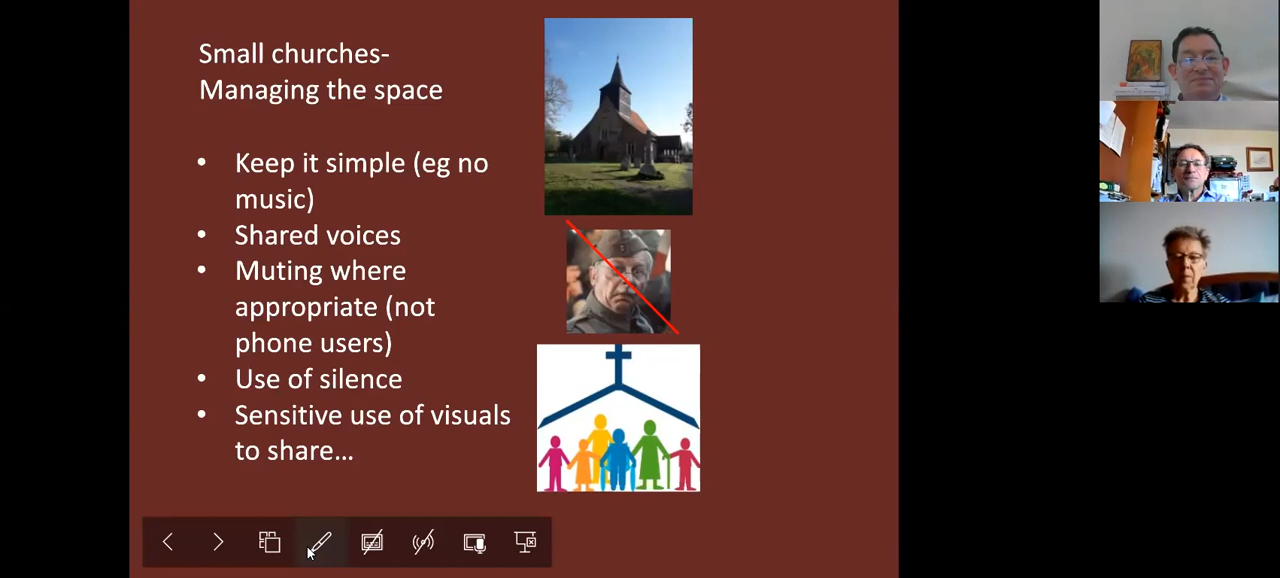 Small churches-
Managing the space
• Keep it simple (eg no
music)
• Shared voices
• Muting where
appropriate (not
phone users)
• Use of silence
• Sensitive use of visuals
to share…